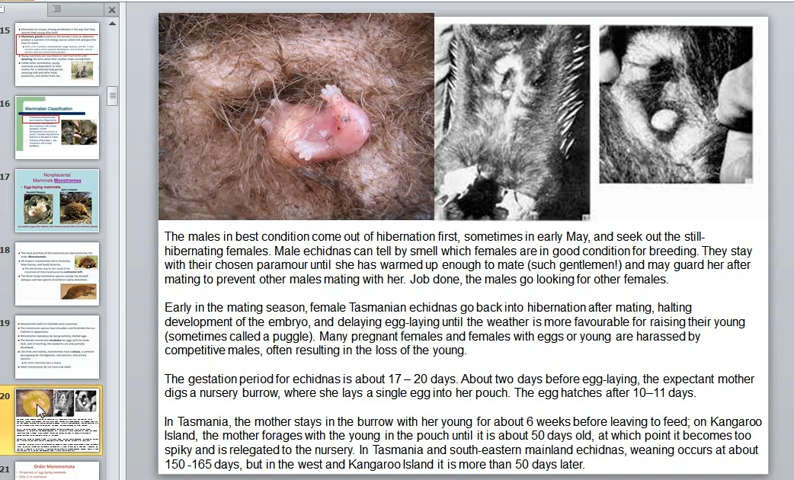 15
16
Mammalian Classification
17
Nonplacental
Mammals Monotremes
Egg-laying mammals
18
19
20
21
Order Monotremata
The males in best condition come out of hibernation first, sometimes in early May, and seek out the still-
hibernating females. Male echidnas can tell by smell which females are in good condition for breeding. They stay
with their chosen paramour until she has warmed up enough to mate (such gentlemen!) and may guard her after
mating to prevent other males mating with her. Job done, the males go looking for other females.
Early in the mating season, female Tasmanian echidnas go back into hibernation after mating, halting
development of the embryo, and delaying egg-laying until the weather is more favourable for raising their young
(sometimes called a puggle). Many pregnant females and females with eggs or young are harassed by
competitive males, often resulting in the loss of the young.
The gestation period for echidnas is about 17 – 20 days. About two days before egg-laying, the expectant mother
digs a nursery burrow, where she lays a single egg into her pouch. The egg hatches after 10–11 days.
In Tasmania, the mother stays in the burrow with her young for about 6 weeks before leaving to feed; on Kangaroo
Island, the mother forages with the young in the pouch until it is about 50 days old, at which point it becomes too
spiky and is relegated to the nursery. In Tasmania and south-eastern mainland echidnas, weaning occurs at about
150 -165 days, but in the west and Kangaroo Island it is more than 50 days later.